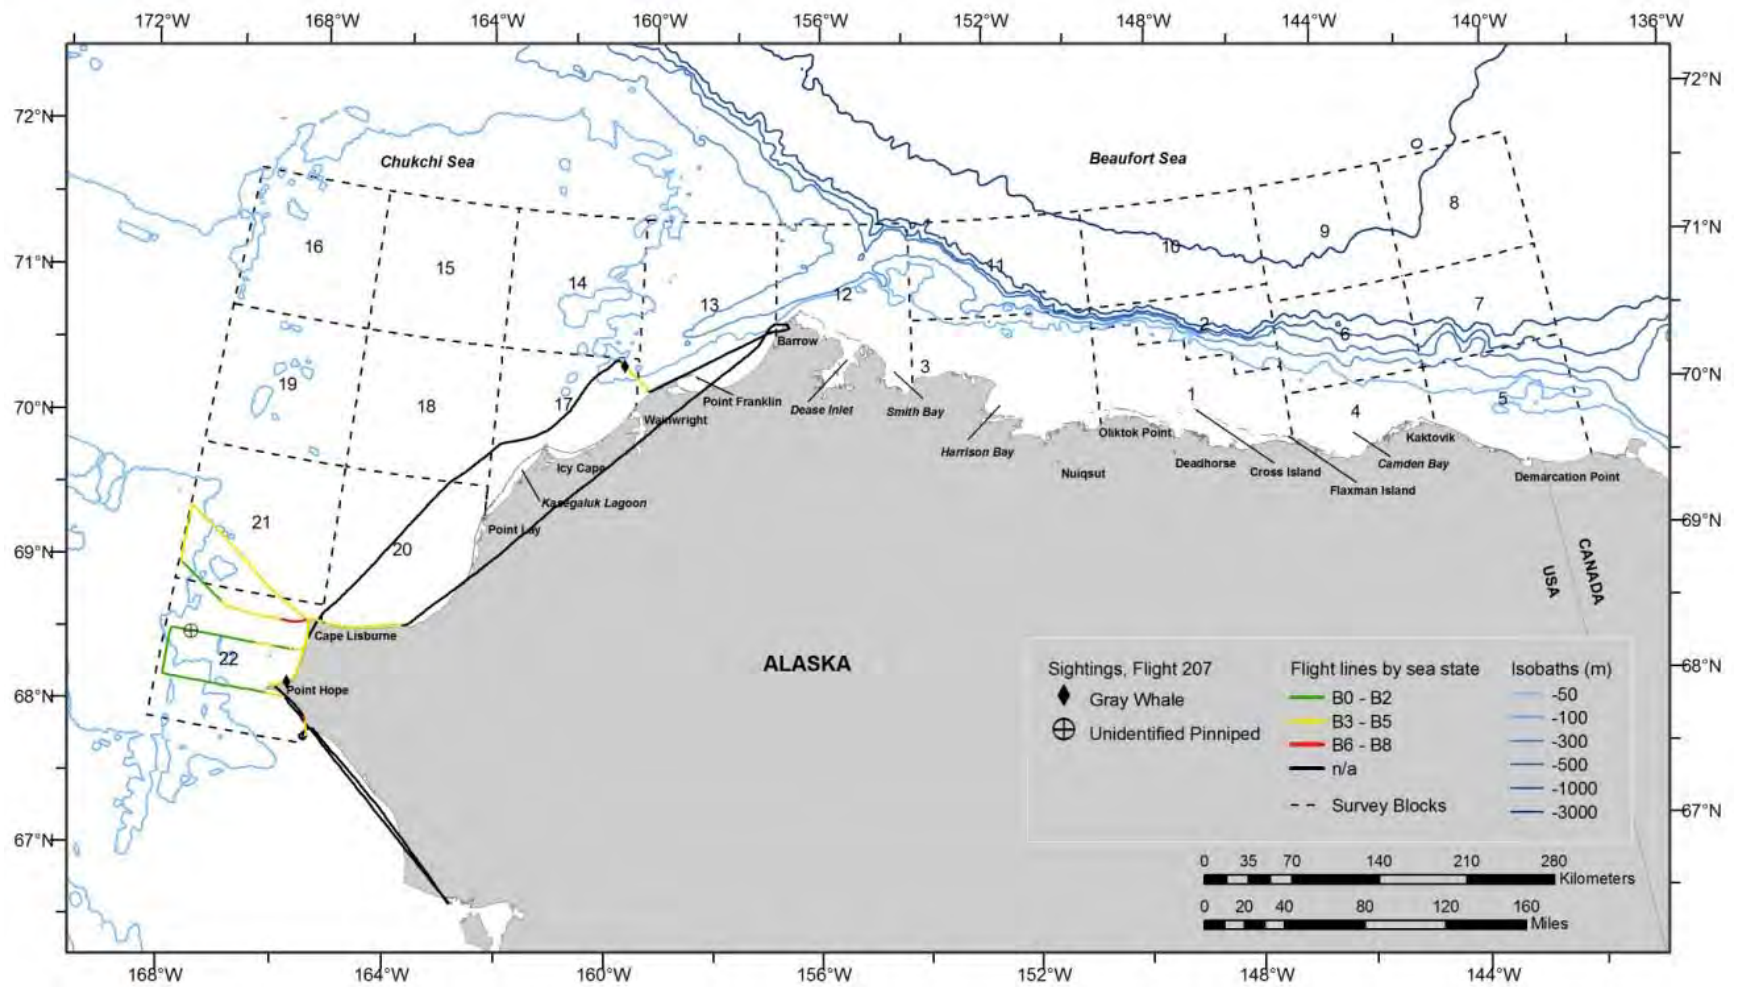 172°W 168°W 164°W 160°W 156°W 152°W 148°W 144°W 140°W 136°W
72°N 72°N
Chukchi Sea Beaufort Sea
8
9
71°N 16 15 14 13 12 11 10 71°N
7
2 6
Barrow
70°N 19 18 17 3 1 4 5 70°N
Point Franklin Dease Inlet Smith Bay
Wainwright
Harrison Bay Oliktok Point Kaktovik
Icy Cape Nuiqsut Deadhorse Cross Island Camden Bay Demarcation Point
Flaxman Island
Kasegaluk Lagoon
21 Point Lay
69°N 20 69°N
USA CANADA
Cape Lisburne
22
68°N Point Hope 68°N
ALASKA
Sightings, Flight 207
Gray Whale
Unidentified Pinniped
Flight lines by sea state
B0 - B2
B3 - B5
B6 - B8
n/a
Survey Blocks
Isobaths (m)
-50
-100
-300
-500
-1000
-3000
67°N 67°N
0 35 70 140 210 280
Kilometers
0 20 40 80 120 160
Miles
168°W 164°W 160°W 156°W 152°W 148°W 144°W